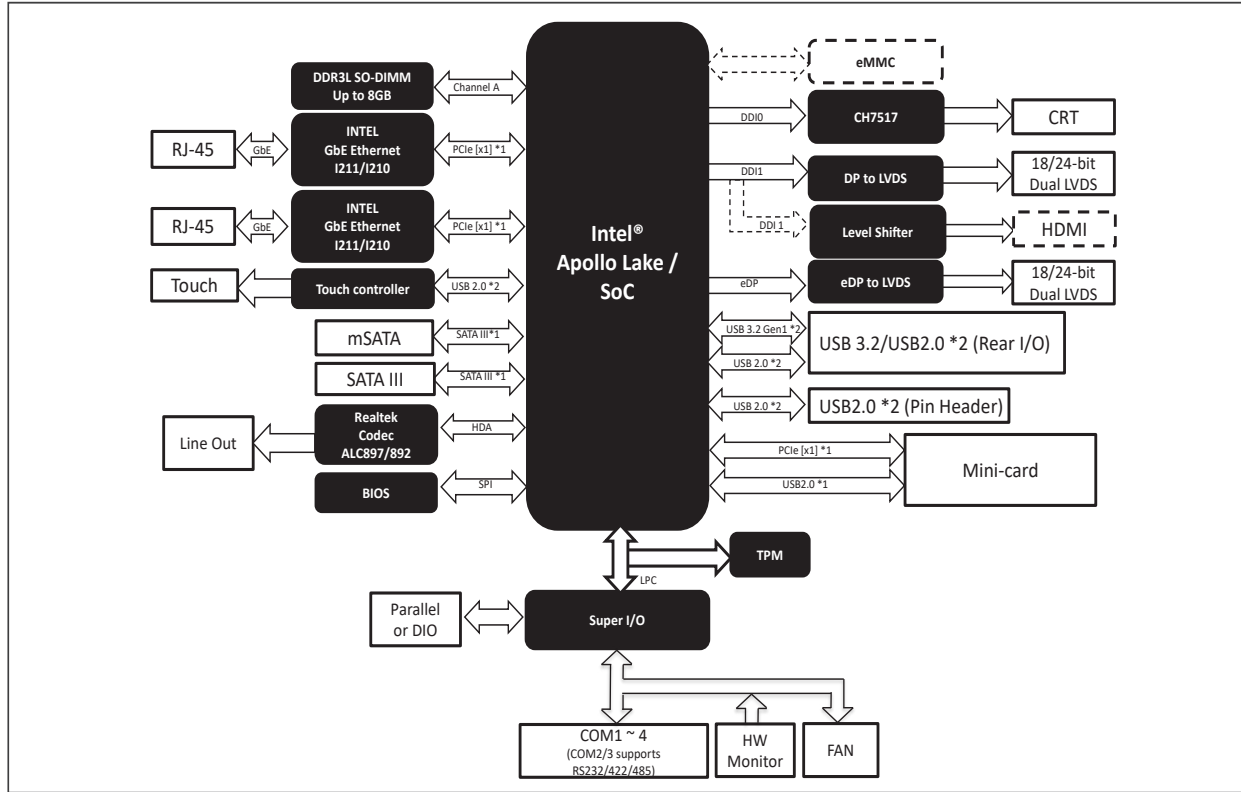 DDR3L SO-DIMM
Up to 8GB
Channel A
RJ-45
GbE
INTEL
GbE Ethernet
I211/I210
PCIe [x1] *1
RJ-45
GbE
INTEL
GbE Ethernet
I211/I210
PCIe [x1] *1
Touch
Touch controller
USB 2.0 *2
mSATA
SATA III*1
SATA III
SATA III *1
Line Out
Realtek
Codec
ALC897/892
HDA
BIOS
SPI
Intel®
Apollo Lake /
SoC
eMMC
DDI0
CH7517
CRT
DDI1
DP to LVDS
18/24-bit
Dual LVDS
DDI 1
Level Shifter
HDMI
eDP
eDP to LVDS
18/24-bit
Dual LVDS
USB 3.2 Gen1 *2
USB 2.0 *2
USB 3.2/USB2.0 *2 (Rear I/O)
USB 2.0 *2
USB2.0 *2 (Pin Header)
PCIe [x1] *1
USB2.0 *1
Mini-card
TPM
LPC
Parallel
or DIO
Super I/O
COM1 ~ 4
(COM2/3 supports
RS232/422/485)
HW
Monitor
FAN